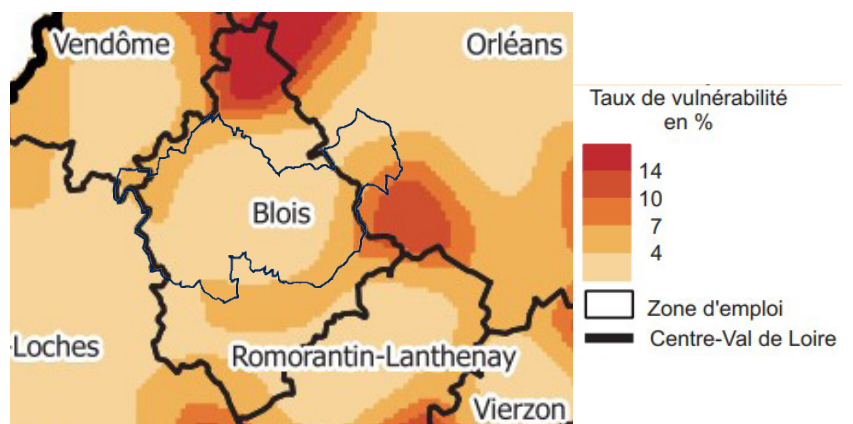 Vendôme
Orléans
Blois
-Loches
Romorantin-Lanthenay
Vierzon
Taux de vulnérabilité
en %
14
10
7
4
Zone d'emploi
Centre-Val de Loire